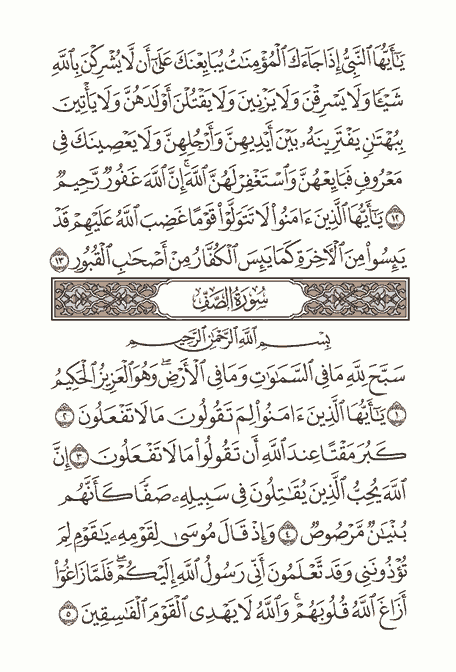 يَـٰٓأَيُّهَا ٱلنَّبِىُّ إِذَا جَآءَكَ ٱلْمُؤْمِنَـٰتُ يُبَايِعْنَكَ عَلَىٰٓ أَن لَّا يُشْرِكْنَ بِٱللَّهِ
شَيْـًٔا وَلَا يَسْرِقْنَ وَلَا يَزْنِينَ وَلَا يَقْتُلْنَ أَوْلَـٰدَهُنَّ وَلَا يَأْتِينَ
بِبُهْتَـٰنٍ يَفْتَرِينَهُۥ بَيْنَ أَيْدِيهِنَّ وَأَرْجُلِهِنَّ وَلَا يَعْصِينَكَ فِى
مَعْرُوفٍ فَبَايِعْهُنَّ وَٱسْتَغْفِرْ لَهُنَّ ٱللَّهَ ۖ إِنَّ ٱللَّهَ غَفُورٌ رَّحِيمٌ
١٢ يَـٰٓأَيُّهَا ٱلَّذِينَ ءَامَنُوا۟ لَا تَتَوَلَّوْا۟ قَوْمًا غَضِبَ ٱللَّهُ عَلَيْهِمْ قَدْ
يَئِسُوا۟ مِنَ ٱلْـَٔاخِرَةِ كَمَا يَئِسَ ٱلْكُفَّارُ مِنْ أَصْحَـٰبِ ٱلْقُبُورِ ١٣
سُورَةُ الصَّفِّ
بِسْمِ ٱللَّهِ ٱلرَّحْمَـٰنِ ٱلرَّحِيمِ
سَبَّحَ لِلَّهِ مَا فِى ٱلسَّمَـٰوَٰتِ وَمَا فِى ٱلْأَرْضِ ۖ وَهُوَ ٱلْعَزِيزُ ٱلْحَكِيمُ
١ يَـٰٓأَيُّهَا ٱلَّذِينَ ءَامَنُوا۟ لِمَ تَقُولُونَ مَا لَا تَفْعَلُونَ ٢
كَبُرَ مَقْتًا عِندَ ٱللَّهِ أَن تَقُولُوا۟ مَا لَا تَفْعَلُونَ ٣ إِنَّ
ٱللَّهَ يُحِبُّ ٱلَّذِينَ يُقَـٰتِلُونَ فِى سَبِيلِهِۦ صَفًّا كَأَنَّهُم
بُنْيَـٰنٌ مَّرْصُوصٌ ٤ وَإِذْ قَالَ مُوسَىٰ لِقَوْمِهِۦ يَـٰقَوْمِ لِمَ
تُؤْذُونَنِى وَقَد تَّعْلَمُونَ أَنِّى رَسُولُ ٱللَّهِ إِلَيْكُمْ ۖ فَلَمَّا زَاغُوٓا۟
أَزَاغَ ٱللَّهُ قُلُوبَهُمْ ۚ وَٱللَّهُ لَا يَهْدِى ٱلْقَوْمَ ٱلْفَـٰسِقِينَ ٥